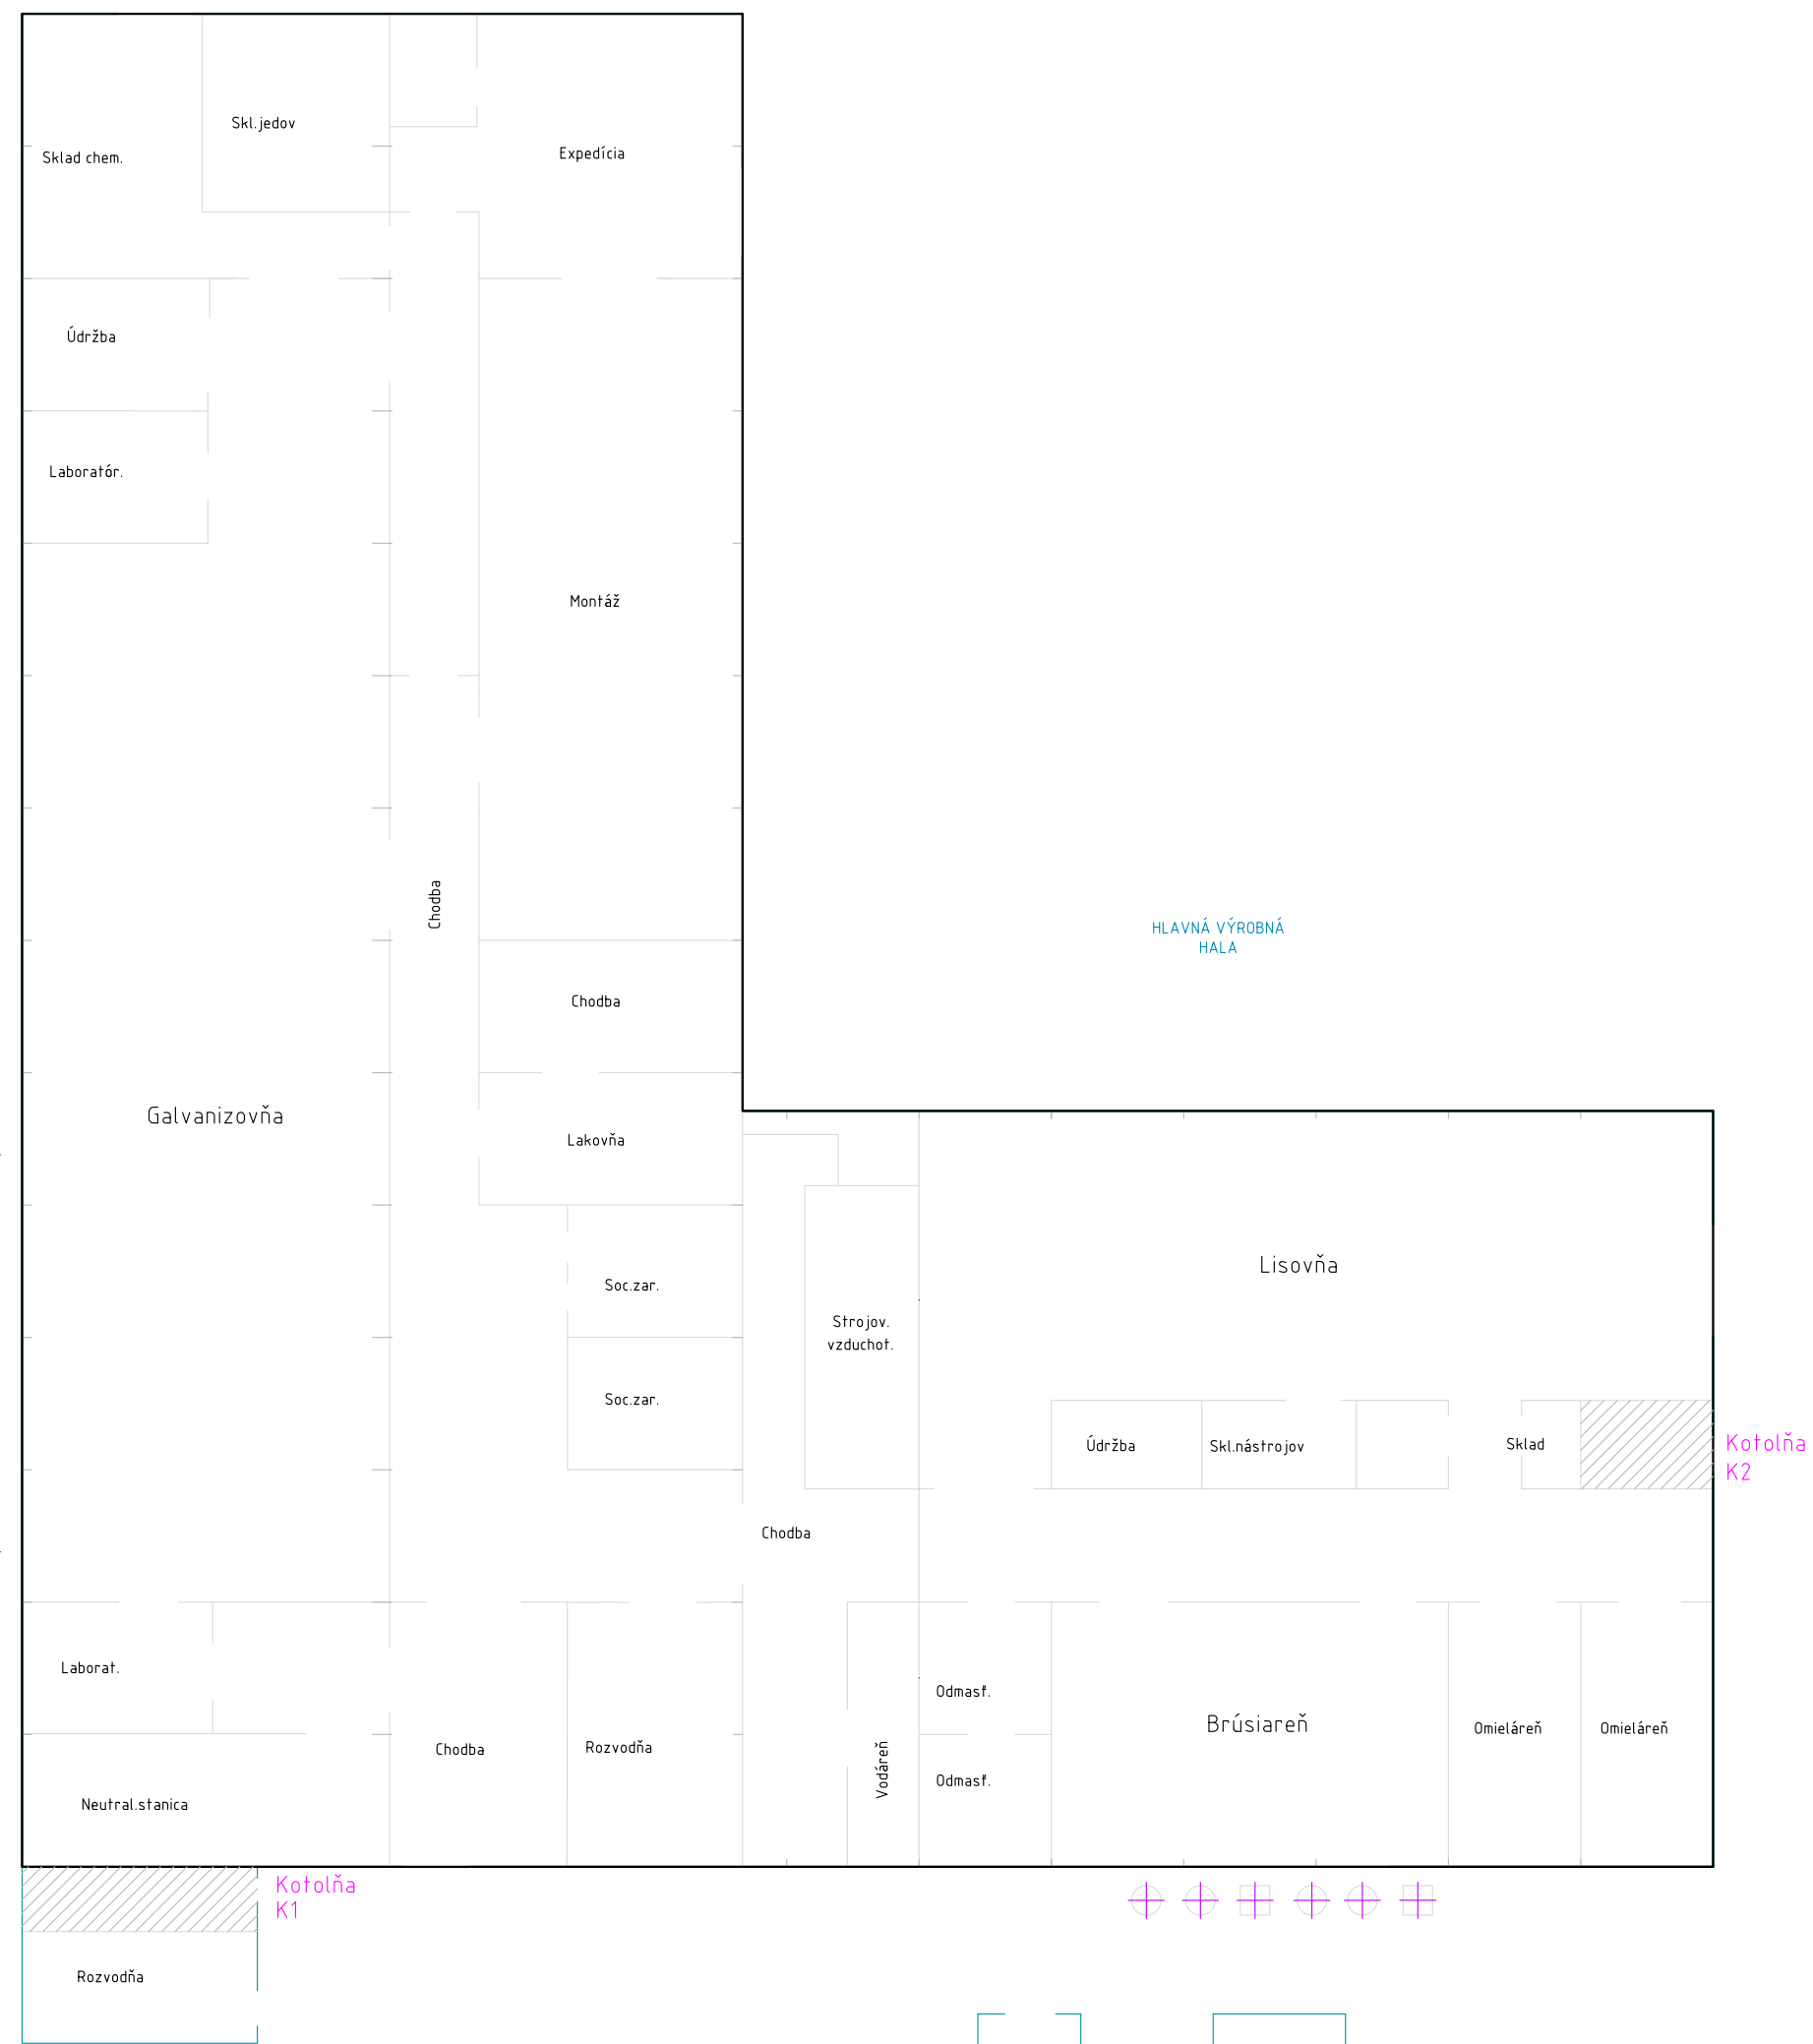 Skl.jedov
Sklad chem.
Expedícia
Údržba
Laboratór.
Montáž
Chodba
HLAVNÁ VÝROBNÁ
HALA
Chodba
Galvanizovňa
Lakovňa
Lisovňa
Soc.zar.
Strojov.
vzduchot.
Soc.zar.
Údržba
Skl.nástrojov
Sklad
Kotolňa
K2
Chodba
Laborat.
Odmasť.
Brúsiareň
Omieláreň
Omieláreň
Chodba
Rozvodňa
Vodáreň
Odmasť.
Neutral.stanica
Kotolňa
K1
Rozvodňa